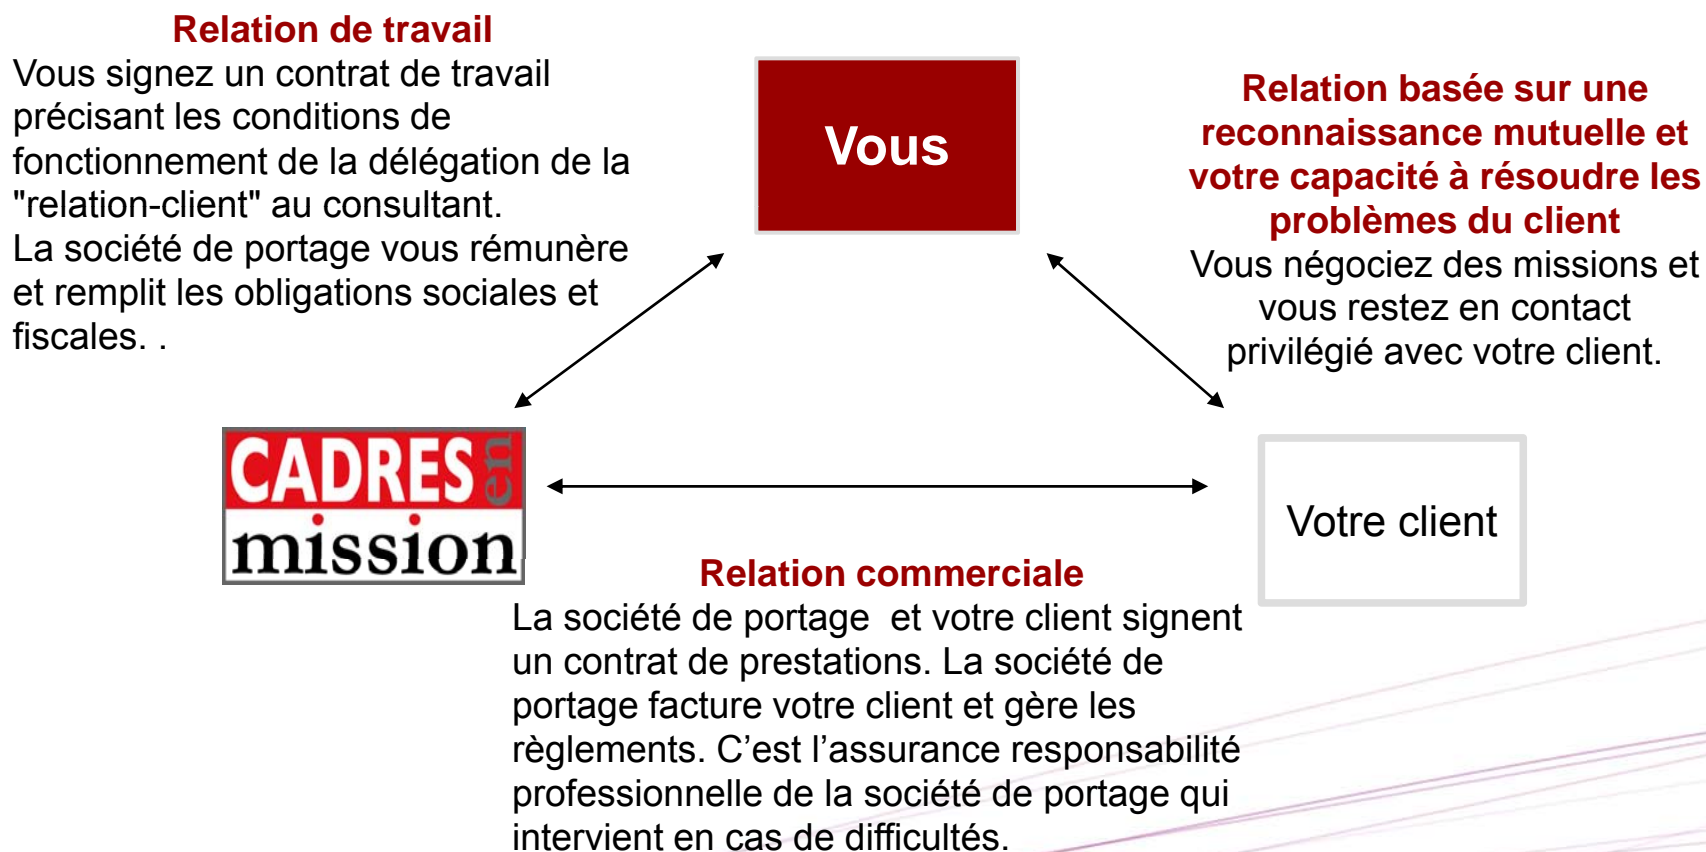 Relation de travail
Vous signez un contrat de travail
précisant les conditions de
fonctionnement de la délégation de la
"relation-client" au consultant.
La société de portage vous rémunère
et remplit les obligations sociales et
fiscales. .
Vous
Relation basée sur une
reconnaissance mutuelle et
votre capacité à résoudre les
problèmes du client
Vous négociez des missions et
vous restez en contact
privilégié avec votre client.
CADRES en
mission
Votre client
Relation commerciale
La société de portage  et votre client signent
un contrat de prestations. La société de
portage facture votre client et gère les
règlements. C’est l’assurance responsabilité
professionnelle de la société de portage qui
intervient en cas de difficultés.